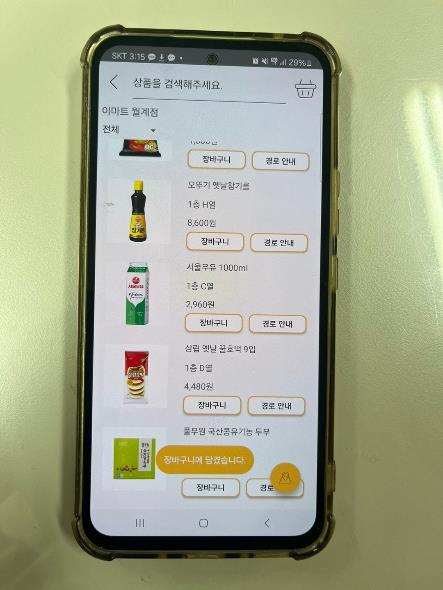 SKT 3:15
29%
상품을 검색해주세요.
이마트 월계점
전체
장바구니 경로 안내
오뚜기 옛날참기름
1층 H열
8,600원
장바구니 경로 안내
서울우유 1000ml
1층 C열
2,960원
장바구니 경로 안내
삼립 옛날 꿀호떡 9입
1층 D열
4,480원
장바구니 경로 안내
풀무원 국산콩유기농 두부
장바구니에 담겼습니다.
장바구니 경로